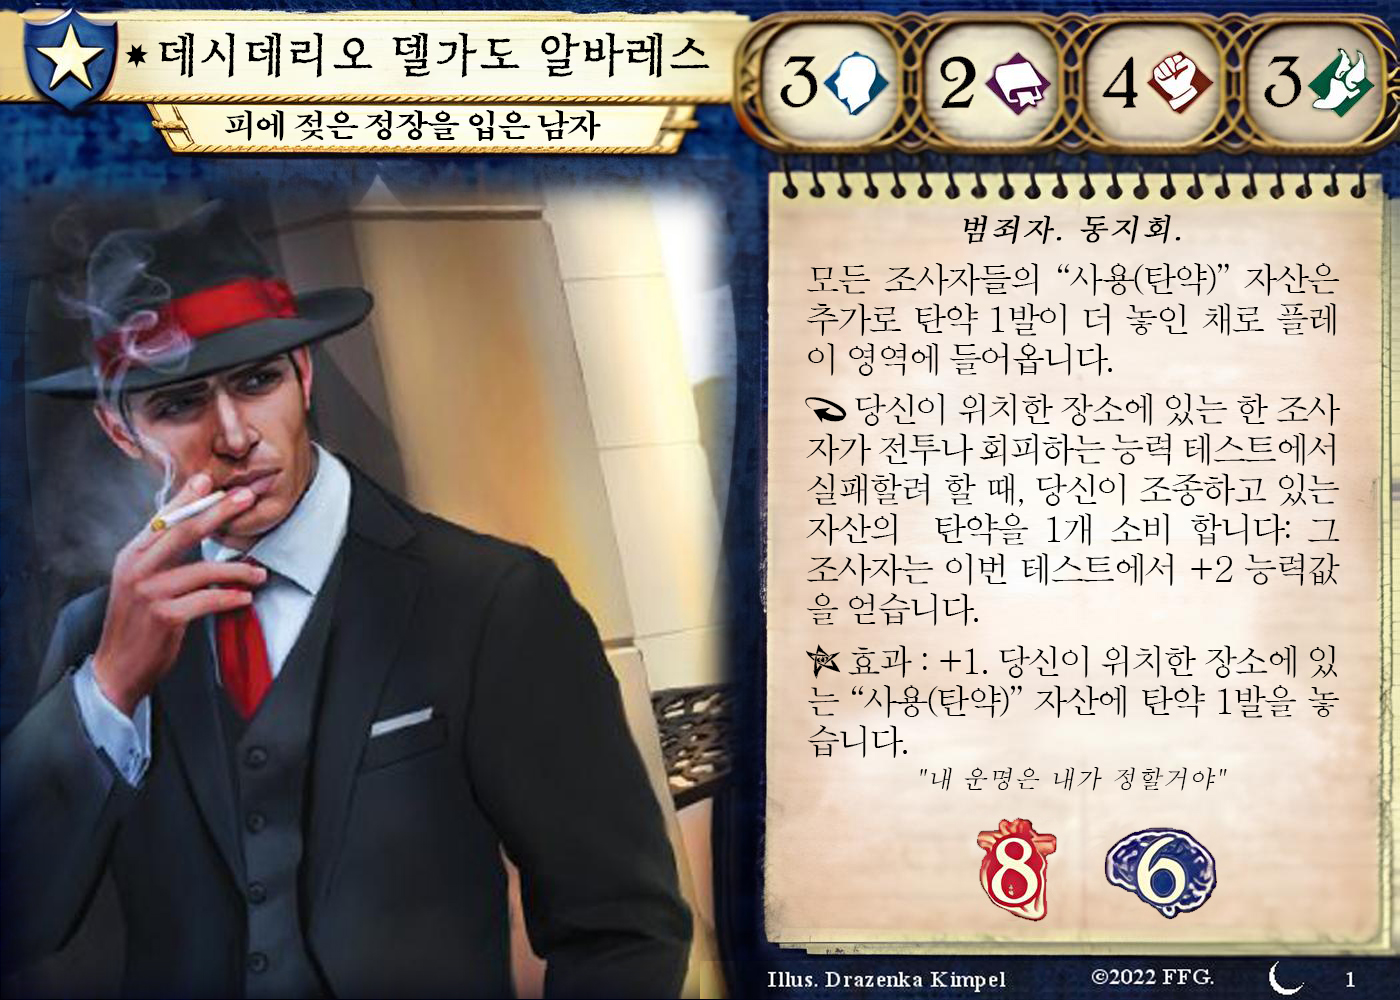 데시데리오 델가도 알바레스
피에 젖은 정장을 입은 남자
3 2 4 3
범죄자. 동지회.
모든 조사자들의 “사용(탄약)” 자산은
추가로 탄약 1발이 더 놓인 채로 플레
이 영역에 들어옵니다.
당신이 위치한 장소에 있는 한 조사
자가 전투나 회피하는 능력 테스트에서
실패할려 할 때, 당신이 조종하고 있는
자산의 탄약을 1개 소비 합니다: 그
조사자는 이번 테스트에서 +2 능력값
을 얻습니다.
효과 : +1. 당신이 위치한 장소에 있
는 “사용(탄약)” 자산에 탄약 1발을 놓
습니다.
"내 운명은 내가 정할거야"
8 6
Illus. Drazenka Kimpel ©2022 FFG. 1